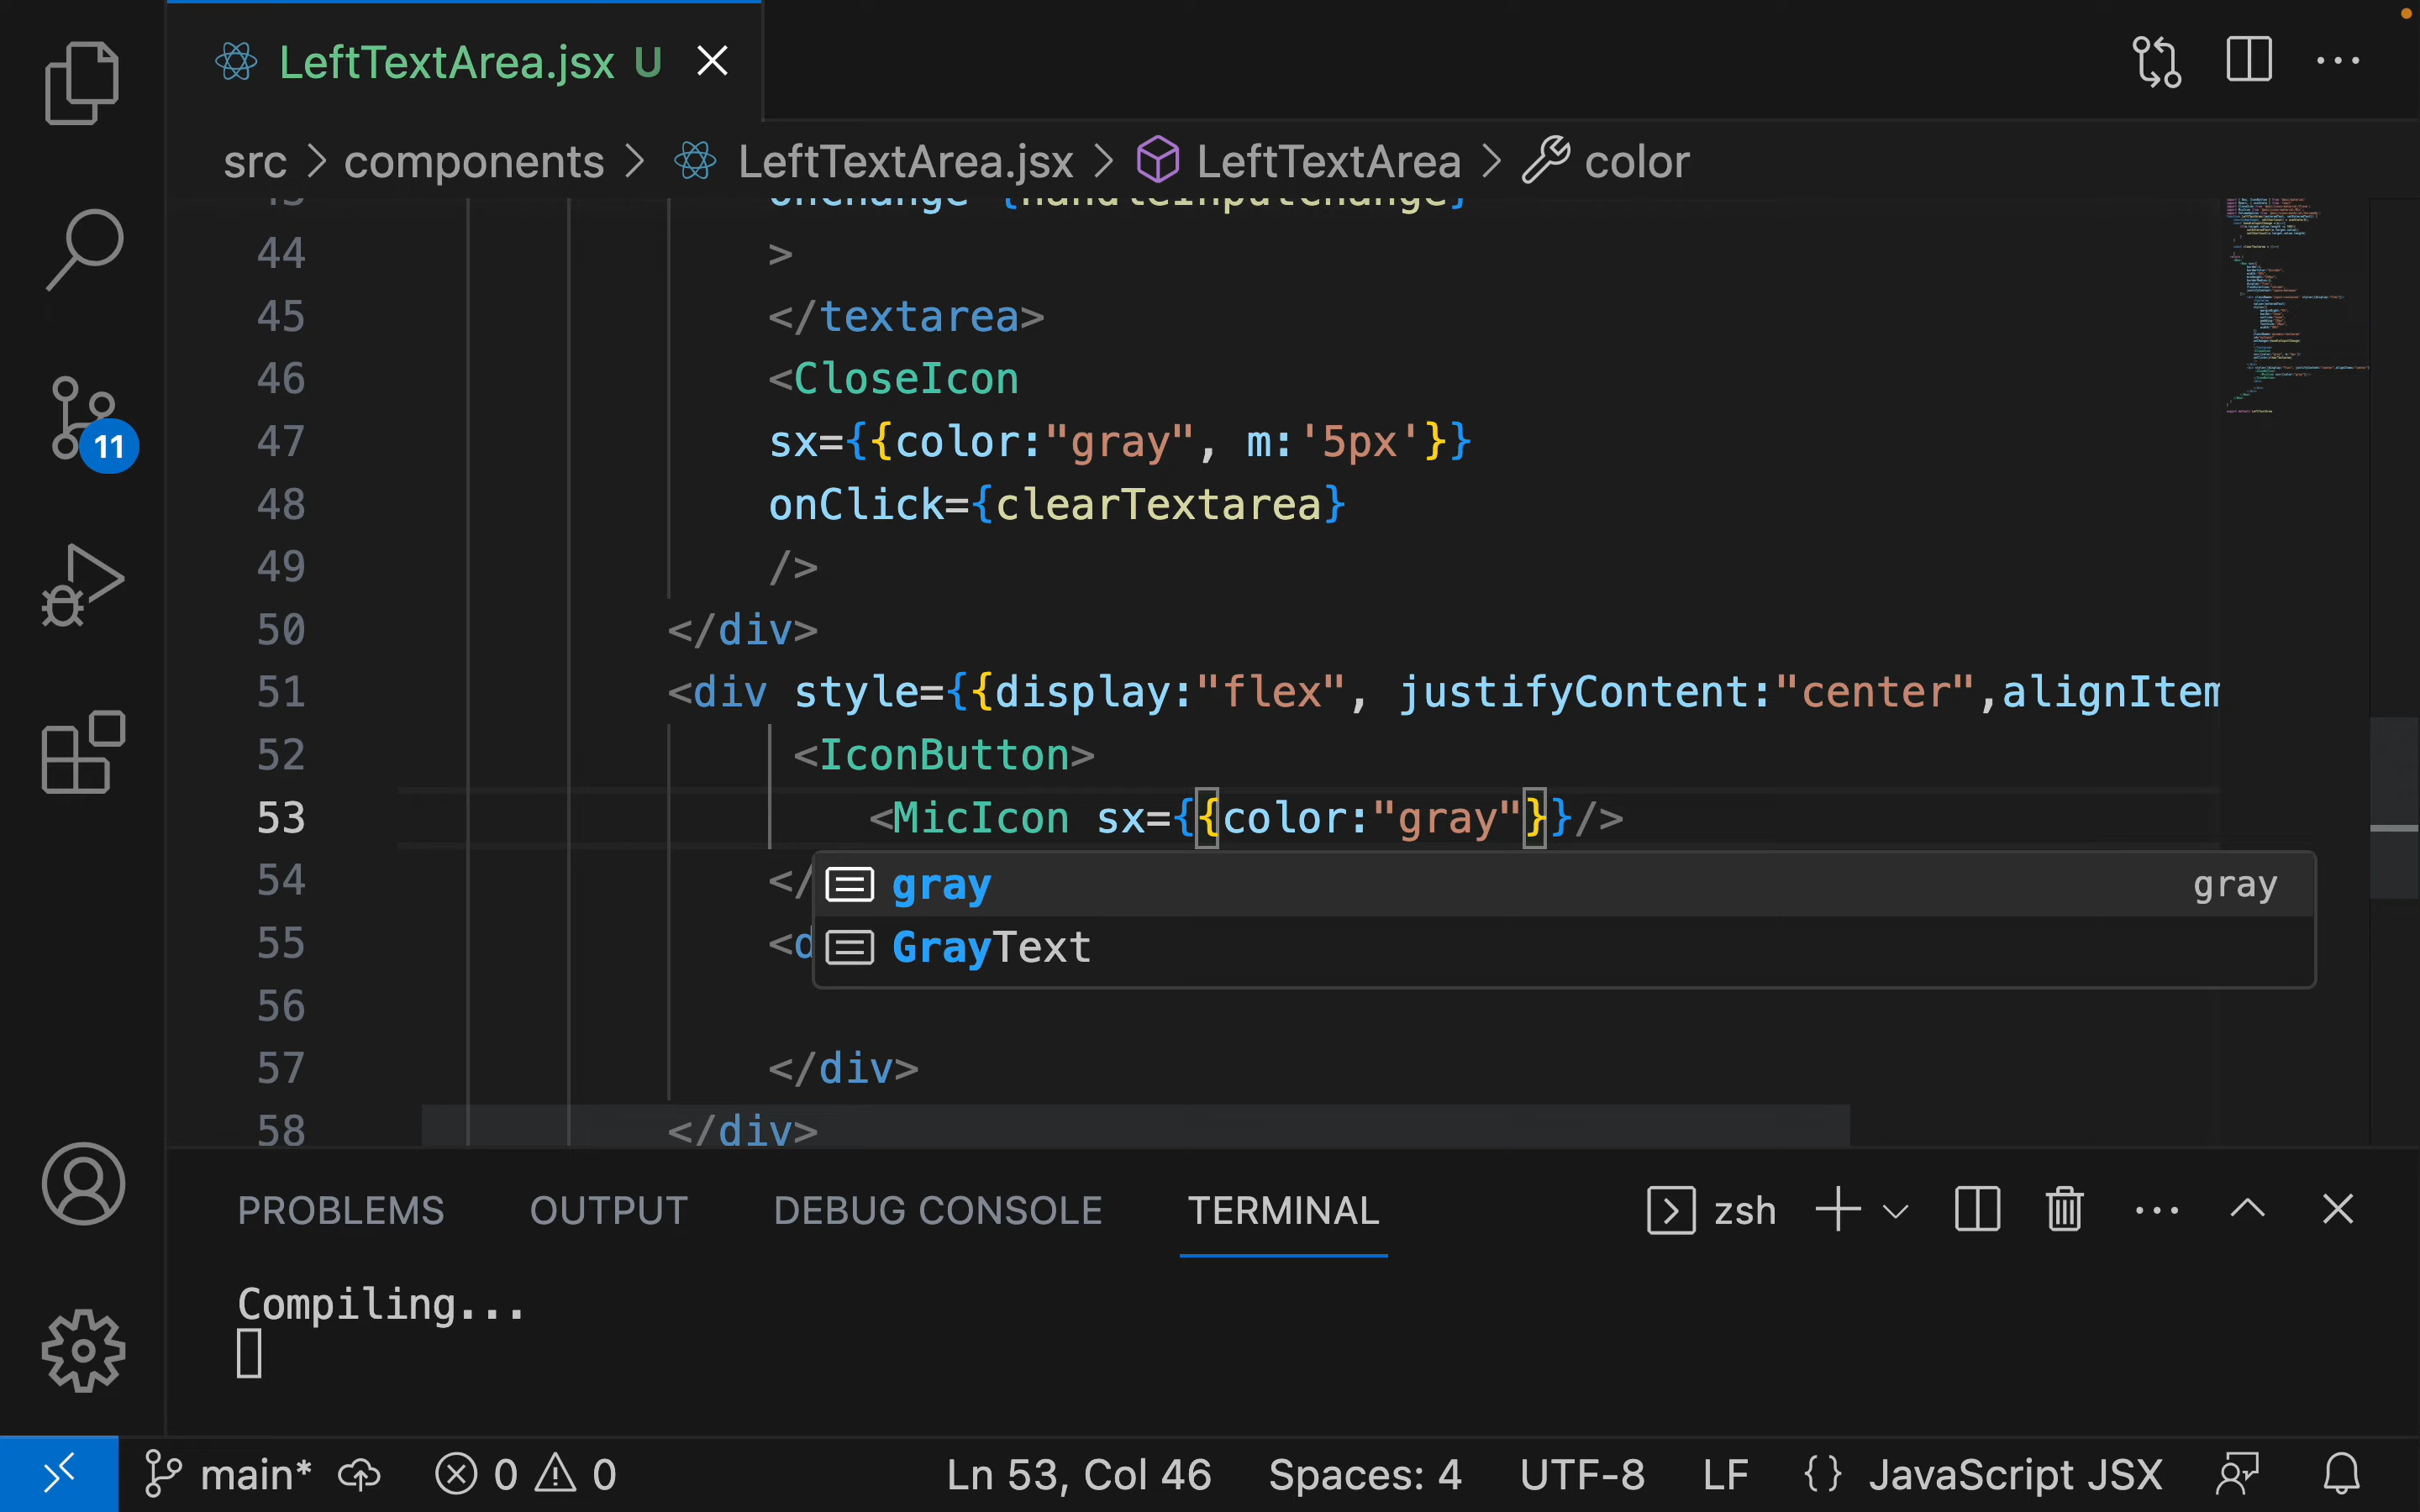 LeftTextArea.jsx U
src > components > LeftTextArea.jsx > LeftTextArea > color
43 onChange={handleInputChange}
44 >
45 </textarea>
46 <CloseIcon
47 sx={{color:"gray", m:'5px'}}
48 onClick={clearTextarea}
49 />
50 </div>
51 <div style={{display:"flex", justifyContent:"center",alignItem
52 <IconButton>
53 <MicIcon sx={{color:"gray"}}/>
54 </
gray gray
55 <d
GrayText
56
57 </div>
58 </div>
11
PROBLEMS OUTPUT DEBUG CONSOLE TERMINAL zsh
Compiling...
main* 0 0 Ln 53, Col 46 Spaces: 4 UTF-8 LF {} JavaScript JSX